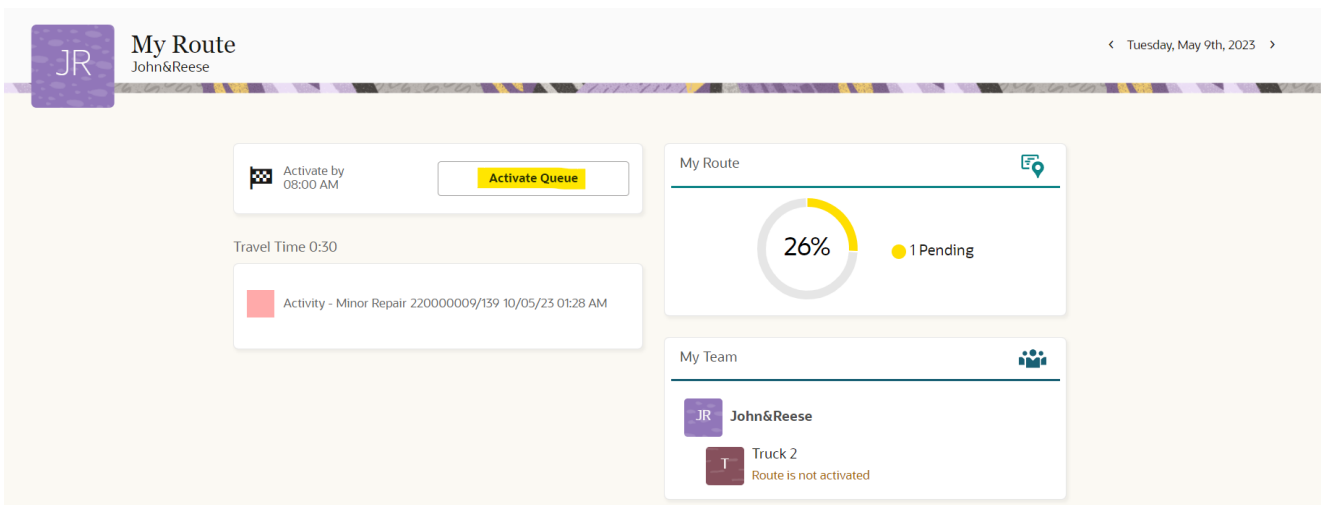 JR
My Route
John&Reese
Tuesday, May 9th, 2023
Activate by
08:00 AM
Activate Queue
Travel Time 0:30
Activity - Minor Repair 220000009/139 10/05/23 01:28 AM
My Route
26%
1 Pending
My Team
JR
John&Reese
T
Truck 2
Route is not activated